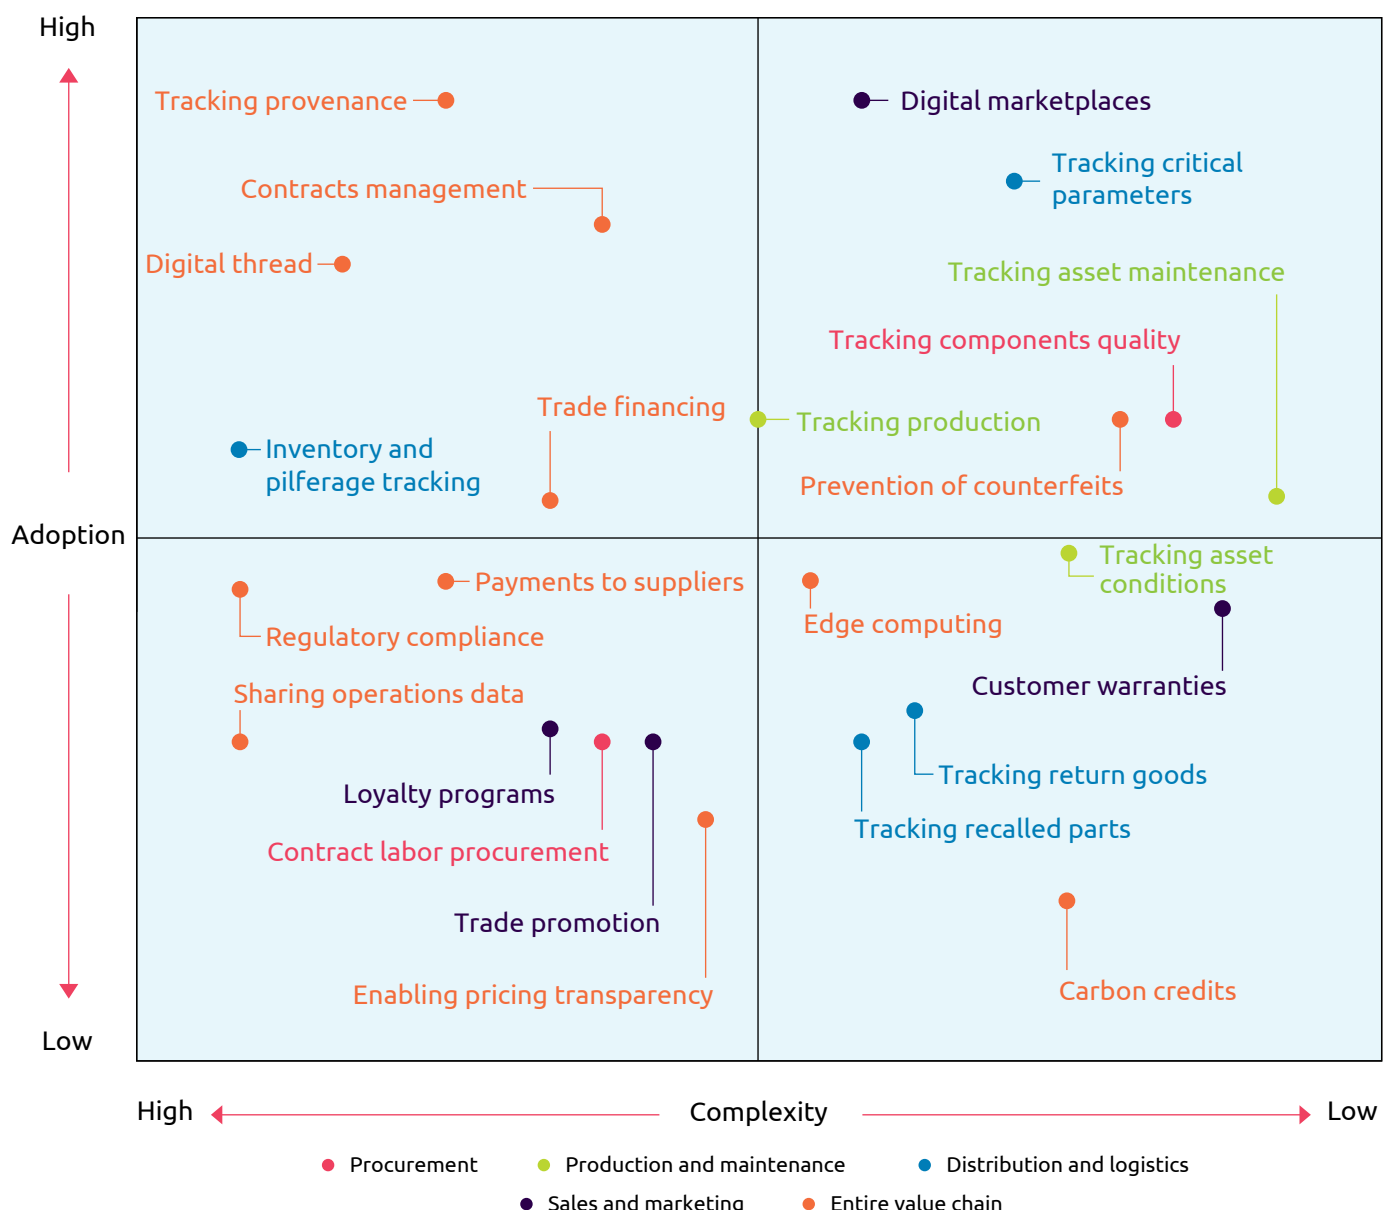 High
Tracking provenance
Digital marketplaces
Tracking critical
parameters
Contracts management
Digital thread
Tracking asset maintenance
Tracking components quality
Trade financing
Tracking production
Inventory and
pilferage tracking
Prevention of counterfeits
Adoption
Tracking asset
conditions
Payments to suppliers
Edge computing
Regulatory compliance
Customer warranties
Sharing operations data
Tracking return goods
Loyalty programs
Tracking recalled parts
Contract labor procurement
Trade promotion
Carbon credits
Enabling pricing transparency
Low
High
Complexity
Low
Procurement
Production and maintenance
Distribution and logistics
Sales and marketing
Entire value chain